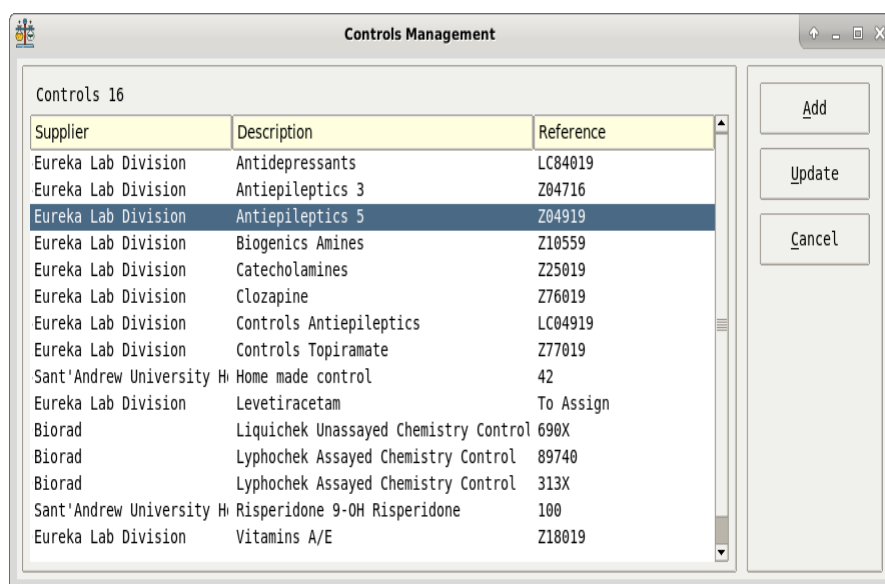 Controls Management
Controls 16
Supplier Description Reference
Eureka Lab Division Antidepressants LC84019
Eureka Lab Division Antiepileptics 3 Z04716
Eureka Lab Division Antiepileptics 5 Z04919
Eureka Lab Division Biogenics Amines Z10559
Eureka Lab Division Catecholamines Z25019
Eureka Lab Division Clozapine Z76019
Eureka Lab Division Controls Antiepileptics LC04919
Eureka Lab Division Controls Topiramate Z77019
Sant'Andrew University Home made control 42
Eureka Lab Division Levetiracetam To Assign
Biorad Liquichek Unassayed Chemistry Control 690X
Biorad Lyphochek Assayed Chemistry Control 89740
Biorad Lyphochek Assayed Chemistry Control 313X
Sant'Andrew University Risperidone 9-OH Risperidone 100
Eureka Lab Division Vitamins A/E Z18019
Add
Update
Cancel